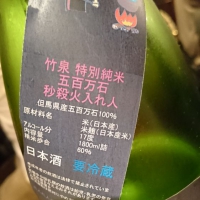 竹泉 特別純米
五百万石
秒殺火入れ人
但馬県産五百万石100%
原材料名
米(日本産)
米麹(日本産米)
アルコール分 17度
内容量 1800ml詰
精米歩合 60%
日本酒 要冷蔵